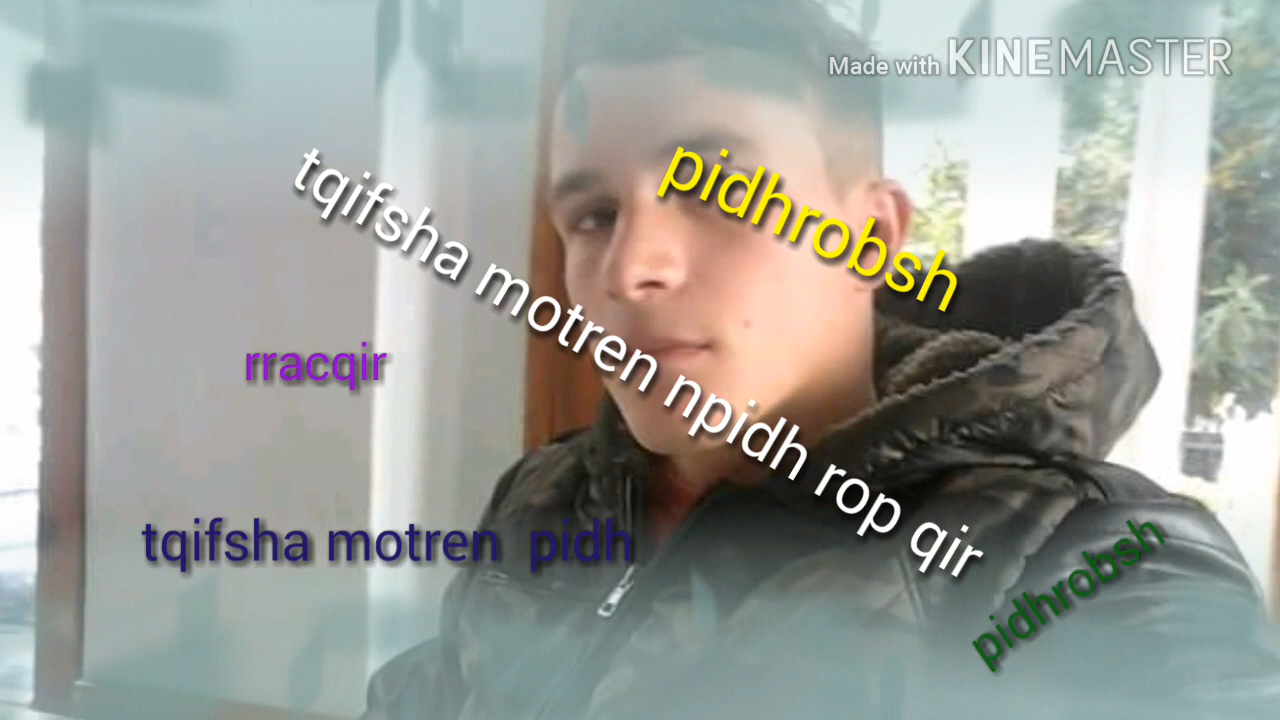 Made with KINEMASTER
pidhrobsh
tqifsha motren npidh rop qir
rracqir
tqifsha motren pidh
pidhrobsh